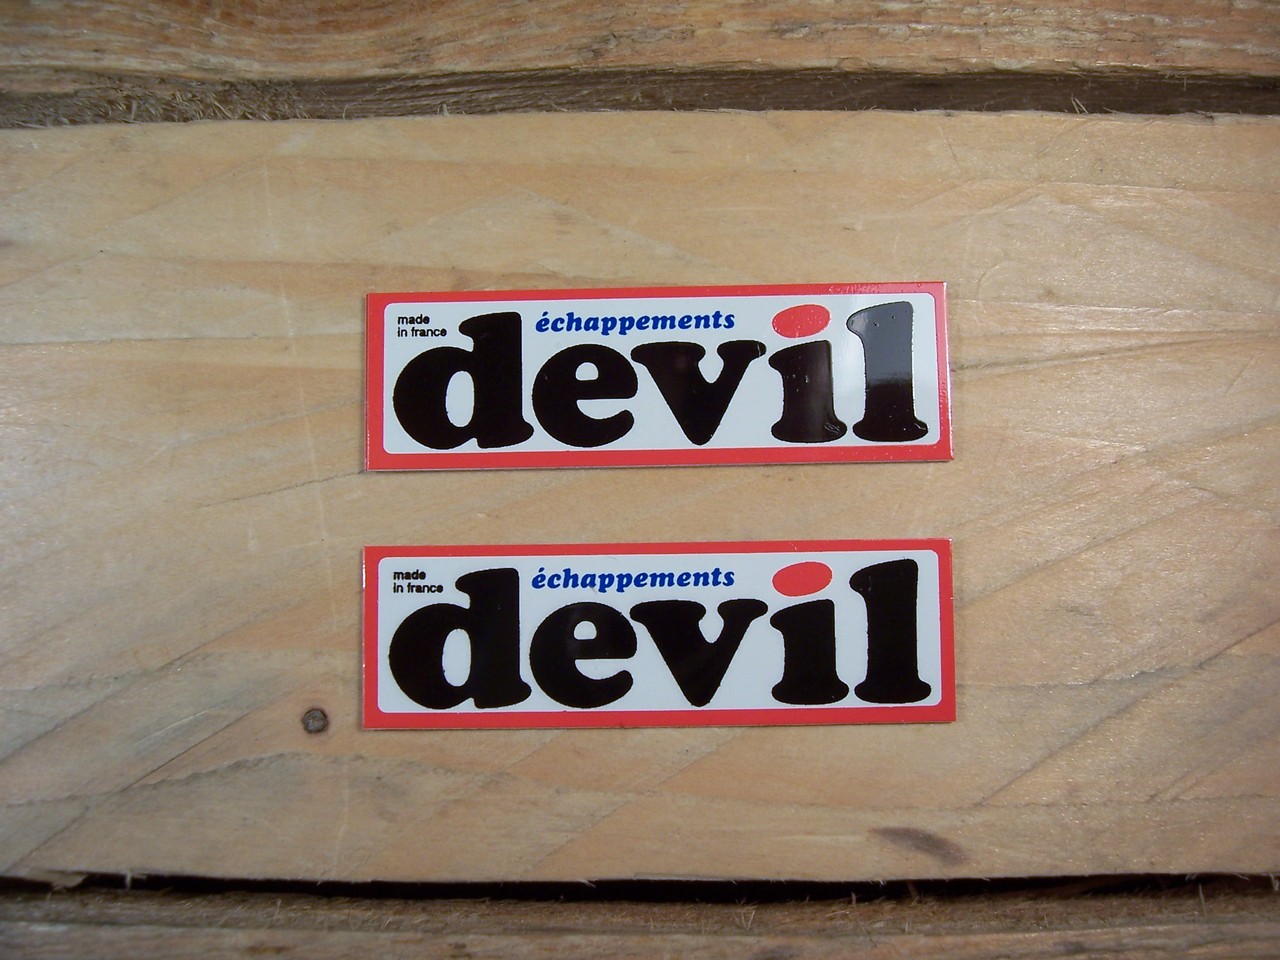 made
in france
échappements
devil
made
in france
échappements
devil